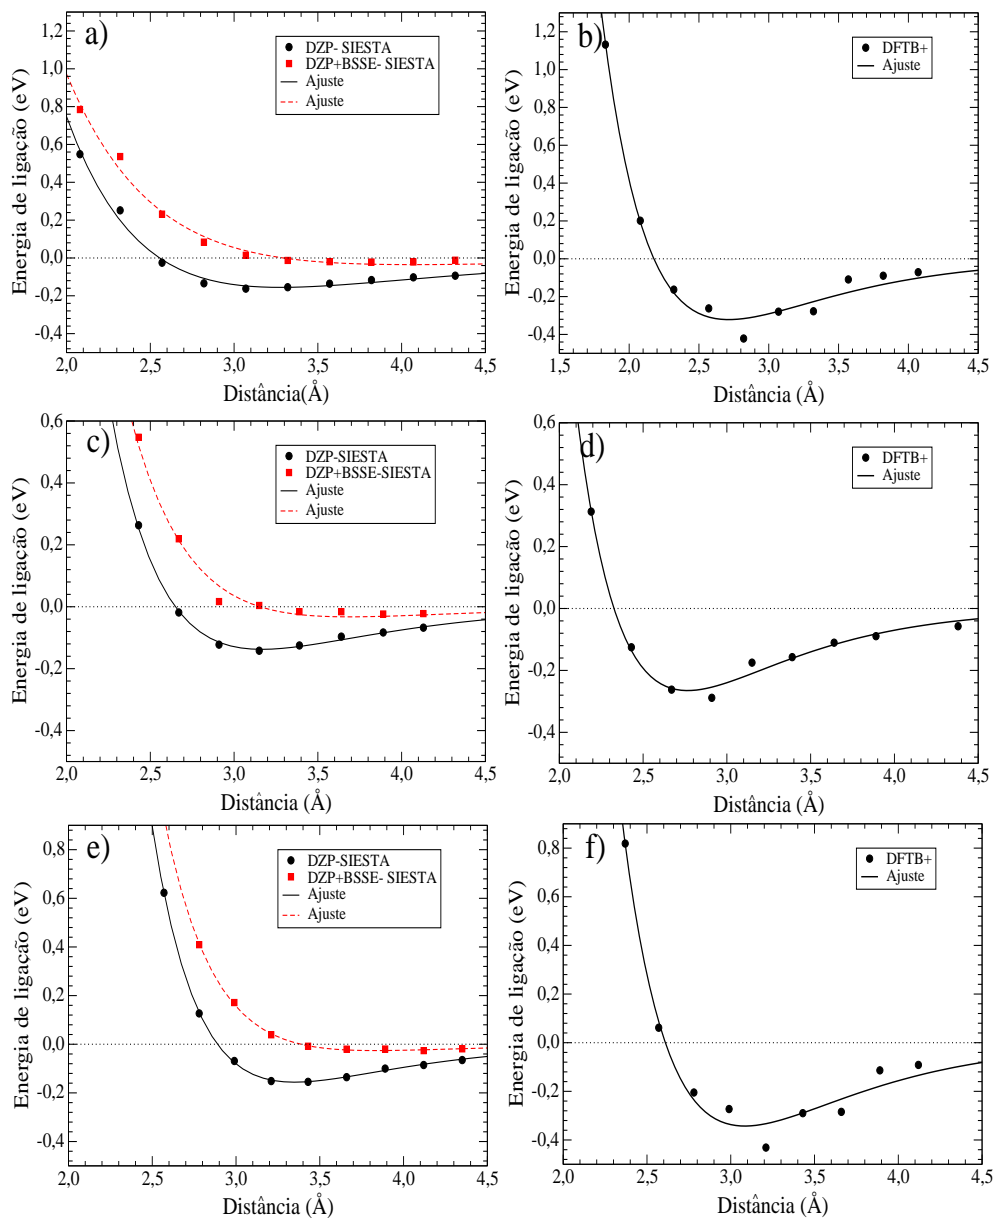 a)
DZP- SIESTA
DZP+BSSE- SIESTA
Ajuste
Ajuste
Energia de ligação (eV)
1,2
1,0
0,8
0,6
0,4
0,2
0,0
-0,2
-0,4
2,0 2,5 3,0 3,5 4,0 4,5
Distância(Å)
b)
DFTB+
Ajuste
Energia de ligação (eV)
1,2
1,0
0,8
0,6
0,4
0,2
0,0
-0,2
-0,4
1,5 2,0 2,5 3,0 3,5 4,0 4,5
Distância (Å)
c)
DZP-SIESTA
DZP+BSSE-SIESTA
Ajuste
Ajuste
Energia de ligação (eV)
0,6
0,4
0,2
0,0
-0,2
-0,4
2,0 2,5 3,0 3,5 4,0 4,5
Distância (Å)
d)
DFTB+
Ajuste
Energia de ligação (eV)
0,6
0,4
0,2
0,0
-0,2
-0,4
2,0 2,5 3,0 3,5 4,0 4,5
Distância (Å)
e)
DZP-SIESTA
DZP+BSSE- SIESTA
Ajuste
Ajuste
Energia de ligação (eV)
0,8
0,6
0,4
0,2
0,0
-0,2
-0,4
2,0 2,5 3,0 3,5 4,0 4,5
Distância (Å)
f)
DFTB+
Ajuste
Energia de ligação (eV)
0,8
0,6
0,4
0,2
0,0
-0,2
-0,4
2,0 2,5 3,0 3,5 4,0 4,5
Distância (Å)